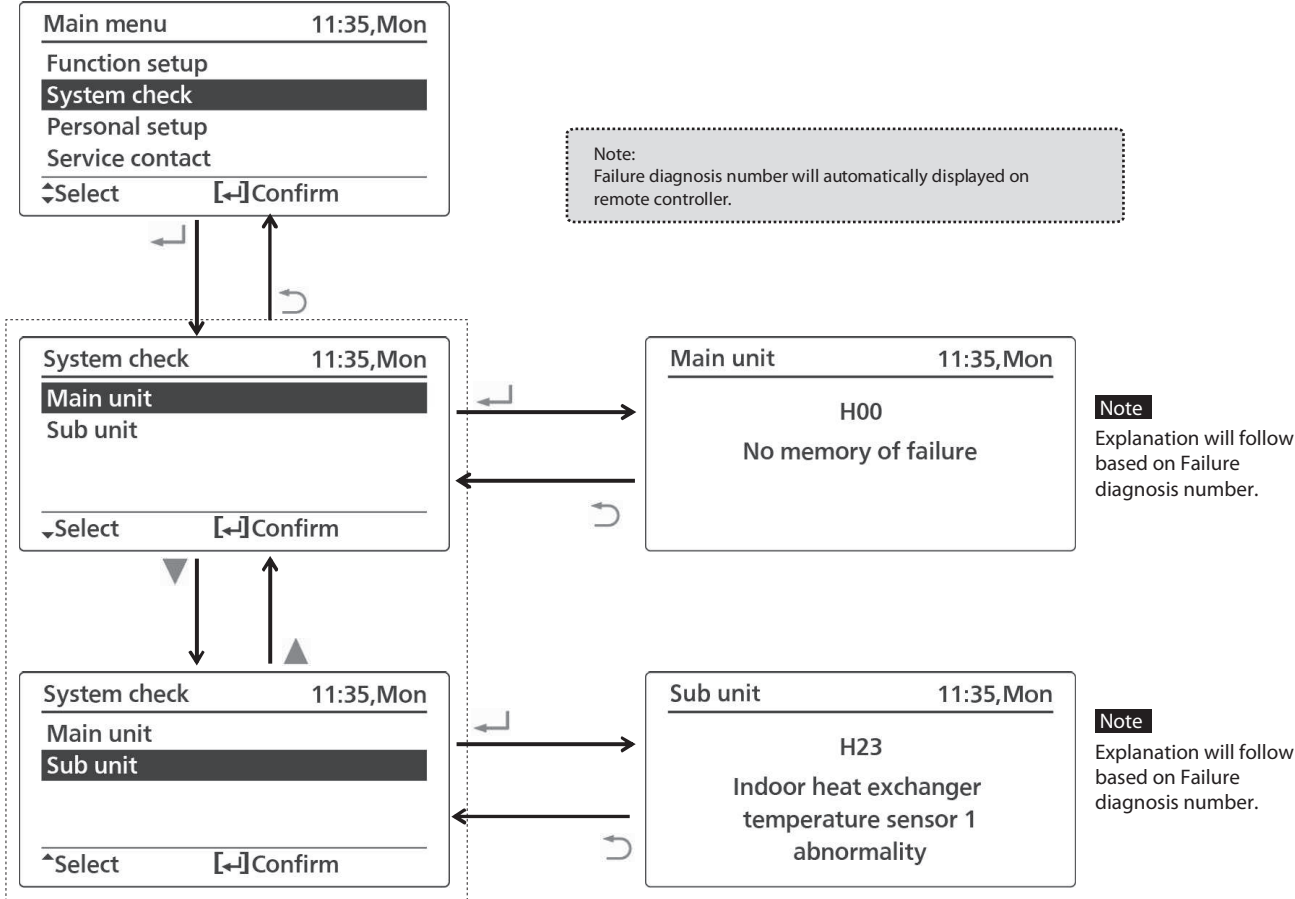 Main menu 11:35,Mon
Function setup
System check
Personal setup
Service contact
Select [↵]Confirm
Note:
Failure diagnosis number will automatically displayed on
remote controller.
System check 11:35,Mon
Main unit
Sub unit
Select [↵]Confirm
Main unit 11:35,Mon
H00
No memory of failure
Note
Explanation will follow
based on Failure
diagnosis number.
System check 11:35,Mon
Main unit
Sub unit
Select [↵]Confirm
Sub unit 11:35,Mon
H23
Indoor heat exchanger
temperature sensor 1
abnormality
Note
Explanation will follow
based on Failure
diagnosis number.